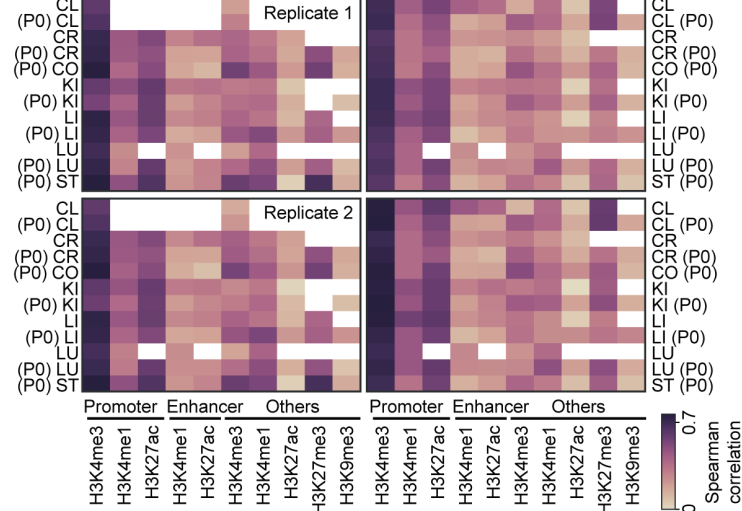 CL
(P0) CL
CR
(P0) CR
(P0) CO
KI
(P0) KI
LI
(P0) LI
LU
(P0) LU
(P0) ST
Replicate 1
CL
CL (P0)
CR
CR (P0)
CO (P0)
KI
KI (P0)
LI
LI (P0)
LU
LU (P0)
ST (P0)
CL
(P0) CL
CR
(P0) CR
(P0) CO
KI
(P0) KI
LI
(P0) LI
LU
(P0) LU
(P0) ST
Replicate 2
CL
CL (P0)
CR
CR (P0)
CO (P0)
KI
KI (P0)
LI
LI (P0)
LU
LU (P0)
ST (P0)
Promoter Enhancer Others
Promoter Enhancer Others
H3K4me3
H3K4me1
H3K27ac
H3K4me1
H3K27ac
H3K4me3
H3K4me1
H3K27ac
H3K27me3
H3K9me3
H3K4me3
H3K4me1
H3K27ac
H3K4me1
H3K27ac
H3K4me3
H3K4me1
H3K27ac
H3K27me3
H3K9me3
0.7
0
Spearman
correlation